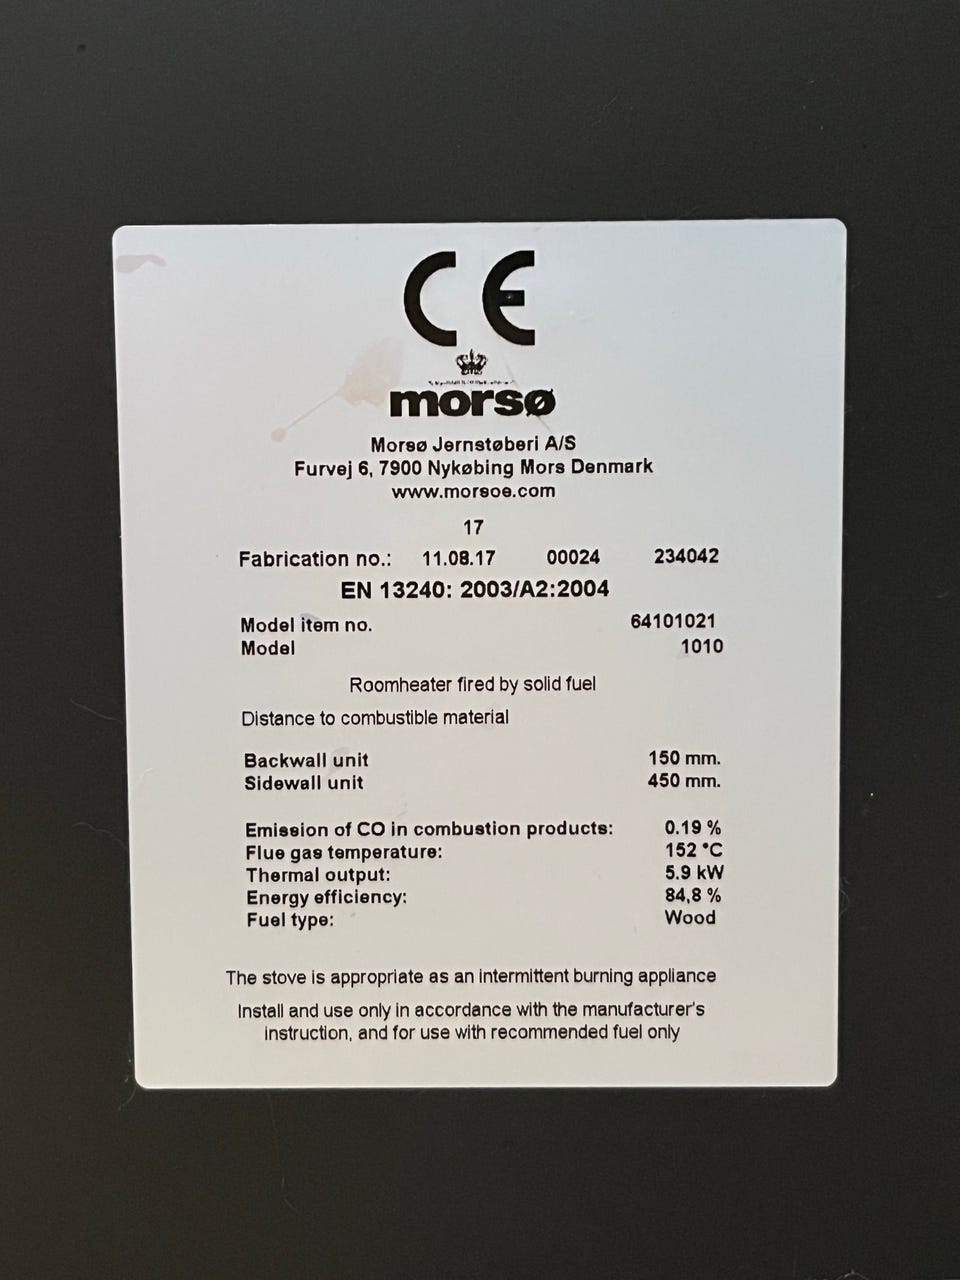 CE
morsø
Morsø Jernstøberi A/S
Furvej 6, 7900 Nykøbing Mors Denmark
www.morsoe.com
17
Fabrication no.: 11.08.17 00024 234042
EN 13240: 2003/A2:2004
Model item no. 64101021
Model 1010
Roomheater fired by solid fuel
Distance to combustible material
Backwall unit 150 mm.
Sidewall unit 450 mm.
Emission of CO in combustion products: 0.19 %
Flue gas temperature: 152 °C
Thermal output: 5.9 kW
Energy efficiency: 84,8 %
Fuel type: Wood
The stove is appropriate as an intermittent burning appliance
Install and use only in accordance with the manufacturer's
instruction, and for use with recommended fuel only